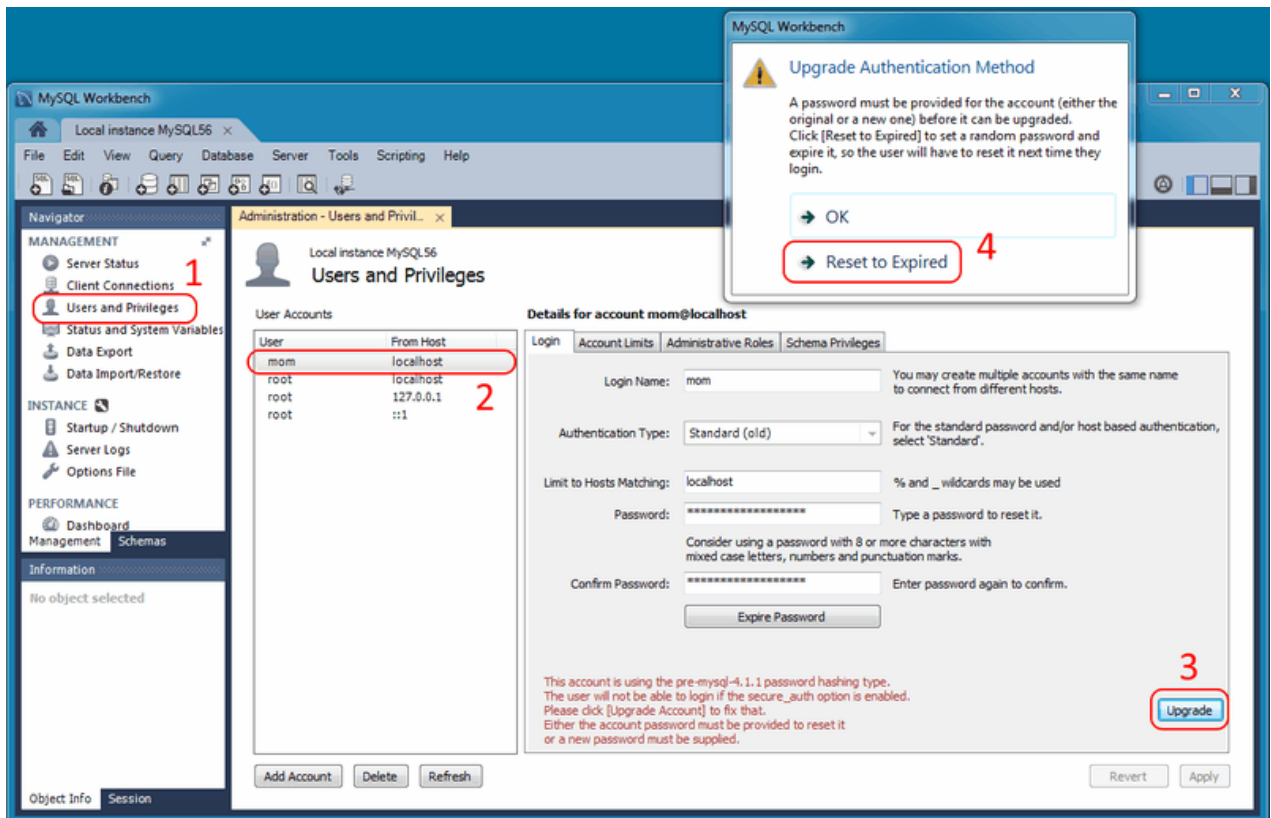 MySQL Workbench
Upgrade Authentication Method
A password must be provided for the account (either the
original or a new one) before it can be upgraded.
Click [Reset to Expired] to set a random password and
expire it, so the user will have to reset it next time they
login.
OK
Reset to Expired
4
MySQL Workbench
Local instance MySQL56
File Edit View Query Database Server Tools Scripting Help
Navigator
MANAGEMENT
Server Status
Client Connections
1
Users and Privileges
Status and System Variables
Data Export
Data Import/Restore
INSTANCE
Startup / Shutdown
Server Logs
Options File
PERFORMANCE
Dashboard
Management Schemas
Information
No object selected
Object Info Session
Administration - Users and Privil...
Local instance MySQL56
Users and Privileges
User Accounts
User From Host
mom localhost
root localhost
root 127.0.0.1
root ::1
2
Add Account Delete Refresh
Details for account mom@localhost
Login Account Limits Administrative Roles Schema Privileges
Login Name: mom
You may create multiple accounts with the same name
to connect from different hosts.
Authentication Type: Standard (old)
For the standard password and/or host based authentication,
select 'Standard'.
Limit to Hosts Matching: localhost % and _ wildcards may be used
Password: ****************** Type a password to reset it.
Consider using a password with 8 or more characters with
mixed case letters, numbers and punctuation marks.
Confirm Password: ****************** Enter password again to confirm.
Expire Password
This account is using the pre-mysql-4.1.1 password hashing type.
The user will not be able to login if the secure_auth option is enabled.
Please click [Upgrade Account] to fix that.
Either the account password must be provided to reset it
or a new password must be supplied.
3
Upgrade
Revert Apply